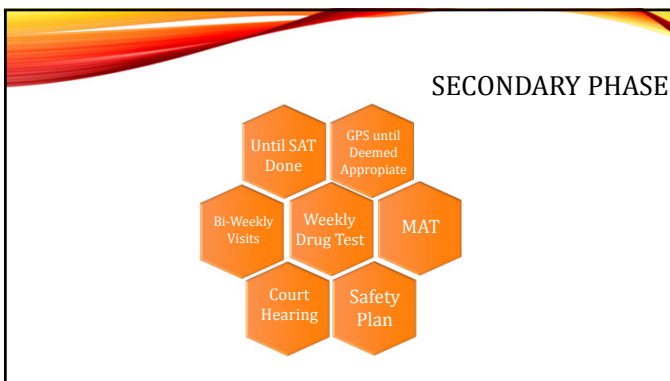 SECONDARY PHASE
Until SAT
Done
GPS until
Deemed
Appropiate
Bi-Weekly
Visits
Weekly
Drug Test
MAT
Court
Hearing
Safety
Plan